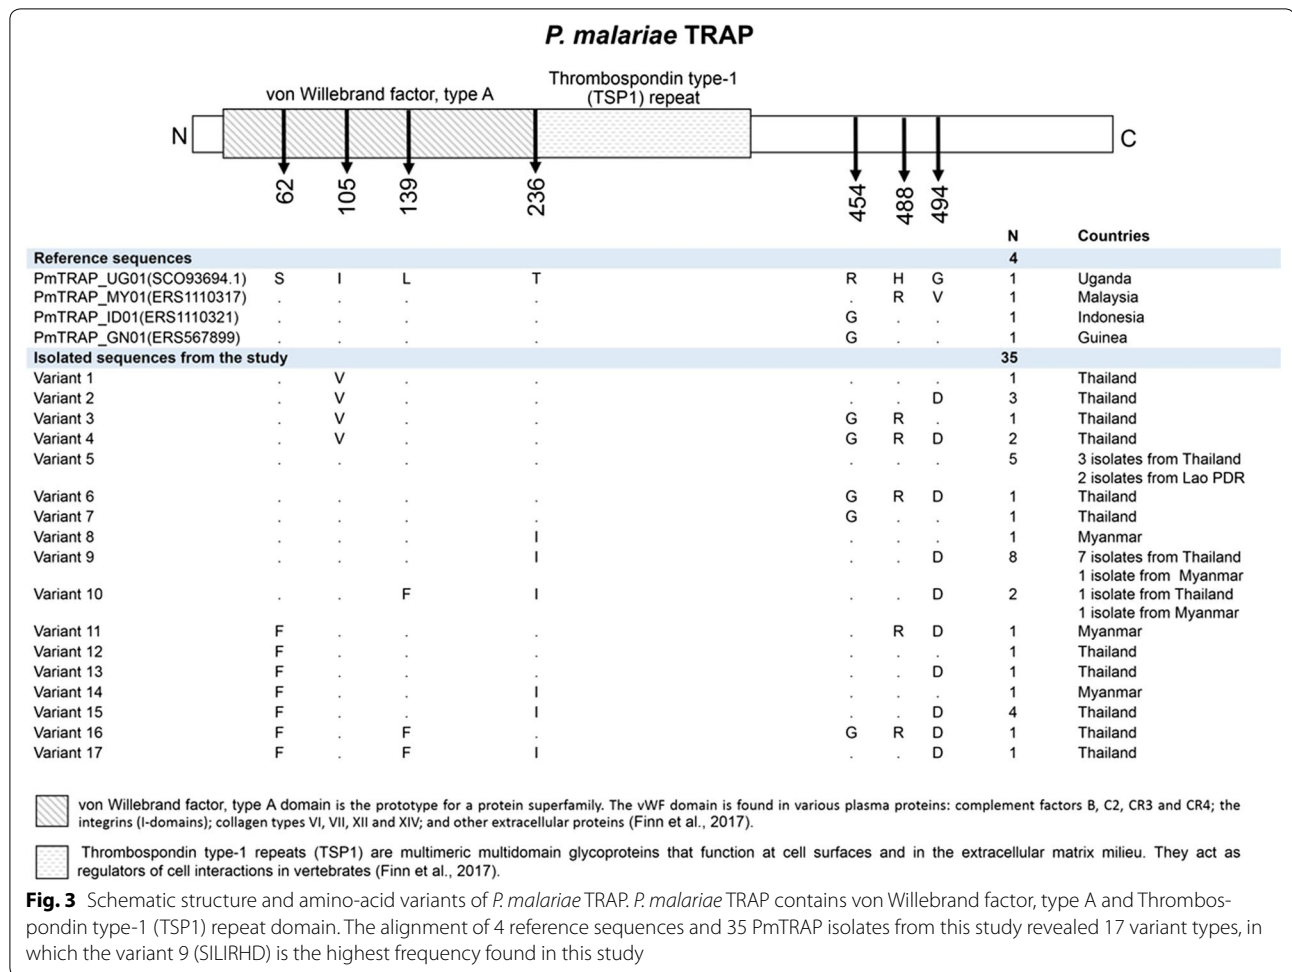 P. malariae TRAP
von Willebrand factor, type A
Thrombospondin type-1
(TSP1) repeat
N
C
62 105 139 236 454 488 494
N Countries
Reference sequences 4
PmTRAP_UG01(SCO93694.1) S I L T R H G 1 Uganda
PmTRAP_MY01(ERS1110317) . . . . . R V 1 Malaysia
PmTRAP_ID01(ERS1110321) . . . . G . . 1 Indonesia
PmTRAP_GN01(ERS567899) . . . . G . . 1 Guinea
Isolated sequences from the study 35
Variant 1 . V . . . . . 1 Thailand
Variant 2 . V . . . . D 3 Thailand
Variant 3 . V . . G R . 1 Thailand
Variant 4 . V . . G R D 2 Thailand
Variant 5 . . . . . . . 5 3 isolates from Thailand
2 isolates from Lao PDR
Variant 6 . . . . G R D 1 Thailand
Variant 7 . . . . G . . 1 Thailand
Variant 8 . . . I . . . 1 Myanmar
Variant 9 . . . I . . D 8 7 isolates from Thailand
1 isolate from Myanmar
Variant 10 . . F I . . D 2 1 isolate from Thailand
1 isolate from Myanmar
Variant 11 F . . . . R D 1 Myanmar
Variant 12 F . . . . . . 1 Thailand
Variant 13 F . . . . . D 1 Thailand
Variant 14 F . . I . . . 1 Myanmar
Variant 15 F . . I . . D 4 Thailand
Variant 16 F . F . G R D 1 Thailand
Variant 17 F . F I . . D 1 Thailand
von Willebrand factor, type A domain is the prototype for a protein superfamily. The vWF domain is found in various plasma proteins: complement factors B, C2, CR3 and CR4; the
integrins (I-domains); collagen types VI, VII, XII and XIV; and other extracellular proteins (Finn et al., 2017).
Thrombospondin type-1 repeats (TSP1) are multimeric multidomain glycoproteins that function at cell surfaces and in the extracellular matrix milieu. They act as
regulators of cell interactions in vertebrates (Finn et al., 2017).
Fig. 3 Schematic structure and amino-acid variants of P. malariae TRAP. P. malariae TRAP contains von Willebrand factor, type A and Thrombos-
pondin type-1 (TSP1) repeat domain. The alignment of 4 reference sequences and 35 PmTRAP isolates from this study revealed 17 variant types, in
which the variant 9 (SILIRHD) is the highest frequency found in this study